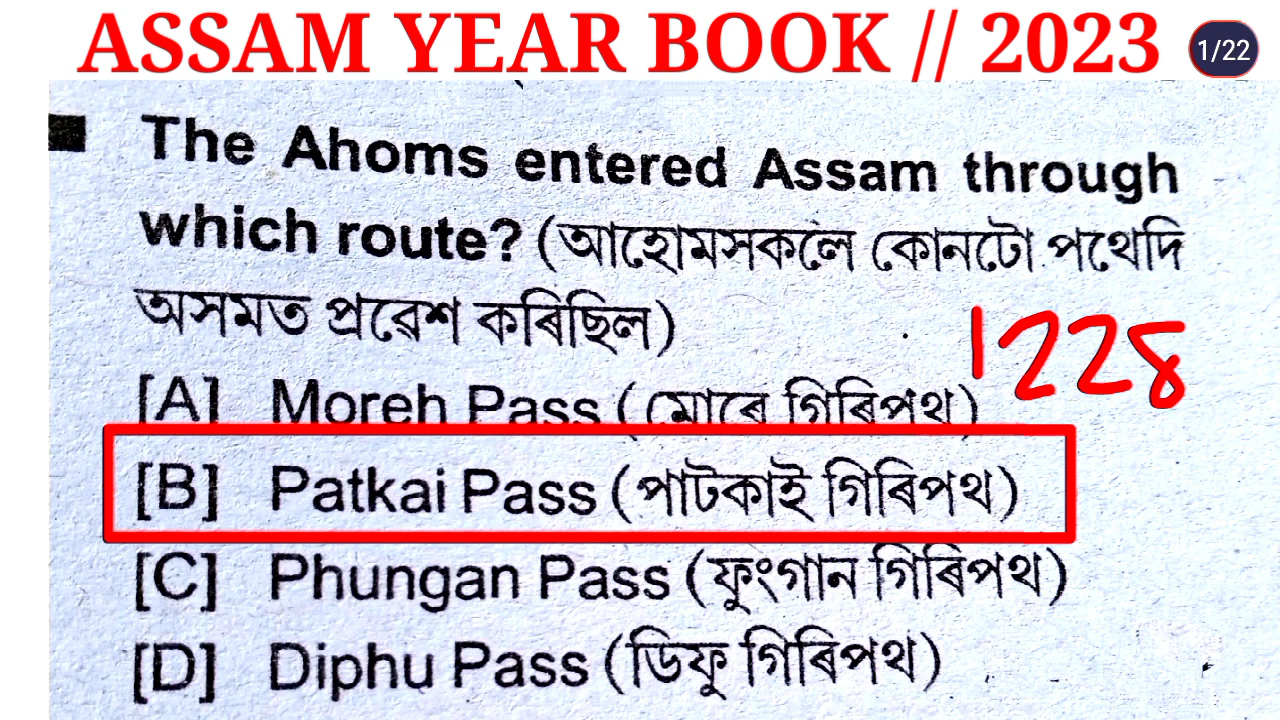 ASSAM YEAR BOOK // 2023
1/22
The Ahoms entered Assam through
which route? (আহোমসকলে কোনটো পথেদি
অসমত প্ৰৱেশ কৰিছিল)
1228
[A] Moreh Pass (মোৰে গিৰিপথ)
[B] Patkai Pass (পাটকাই গিৰিপথ)
[C] Phungan Pass (ফুংগান গিৰিপথ)
[D] Diphu Pass (ডিফু গিৰিপথ)